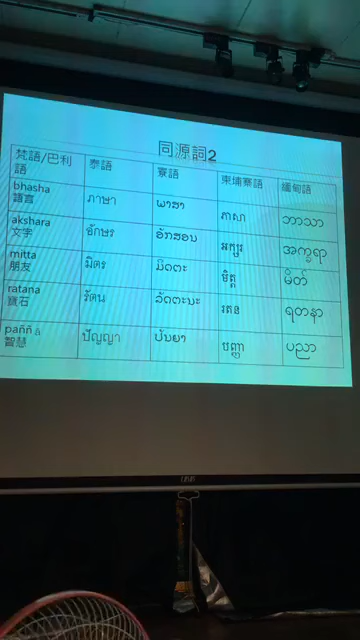 同源詞2
梵語/巴利語 泰語 寮語 柬埔寨語 緬甸語
bhasha 語言 ภาษา ພາສາ ភាសា ဘာသာ
akshara 文字 อักษร ອັກສອນ អក្សរ အက္ခရာ
mitta 朋友 มิตร ມິດຕະ មិត្ត မိတ်
ratana 寶石 รัตน ລັດຕະນະ រតន ရတနာ
paññā 智慧 ปัญญา ປັນຍາ បញ្ញា ပညာ